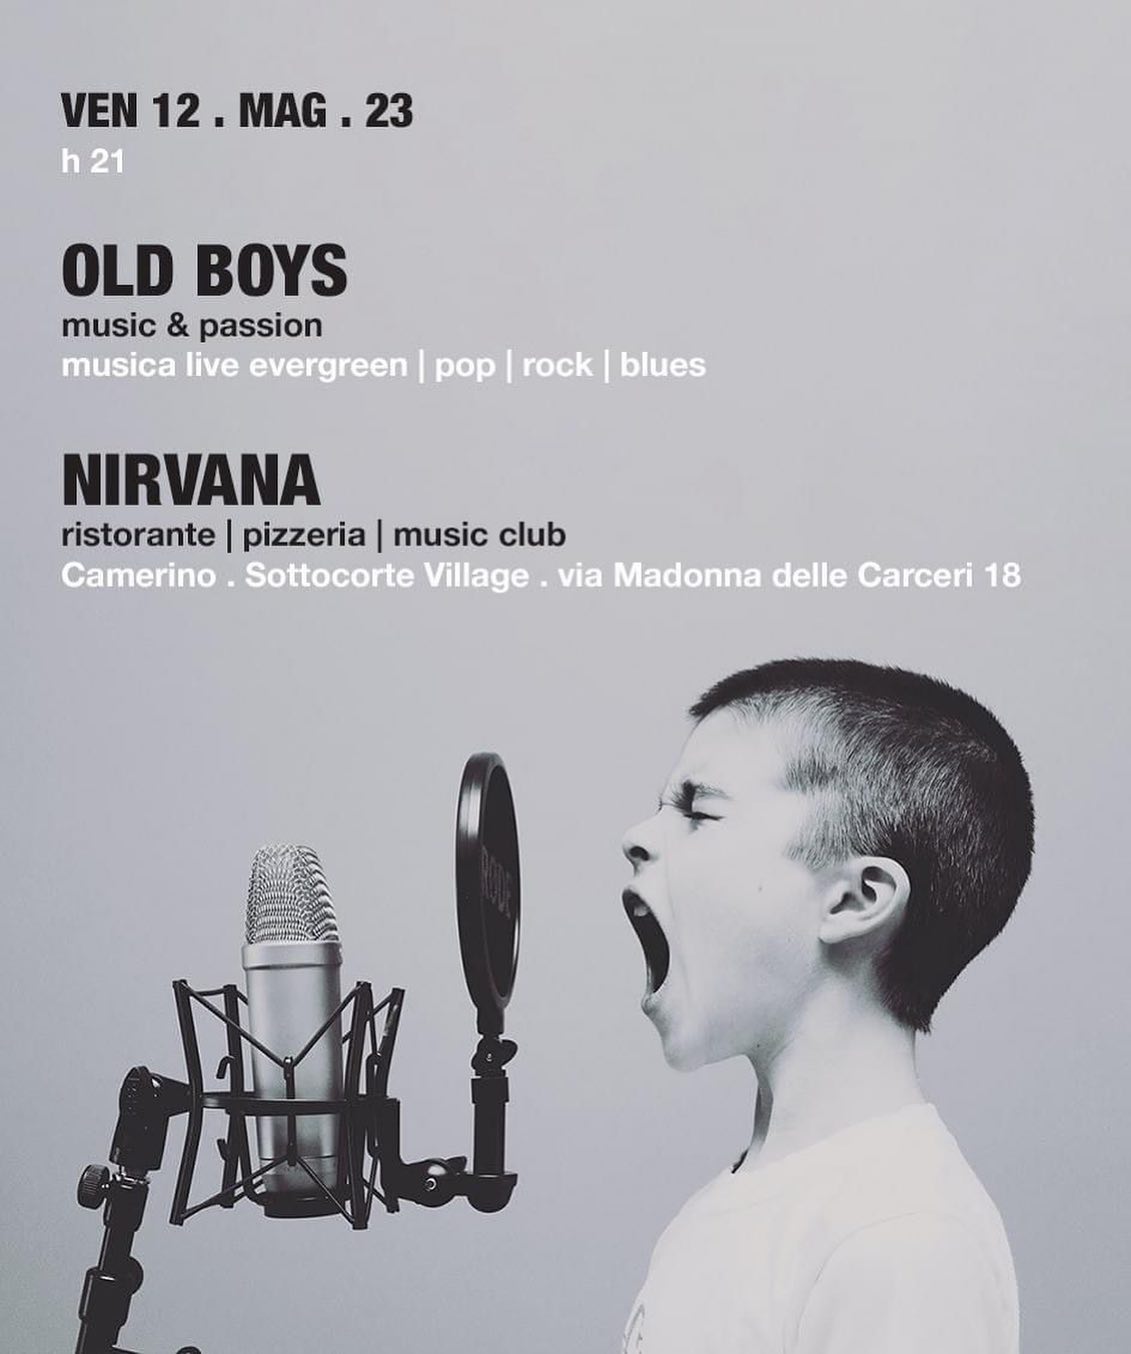 VEN 12 . MAG . 23
h 21
OLD BOYS
music & passion
musica live evergreen | pop | rock | blues
NIRVANA
ristorante | pizzeria | music club
Camerino . Sottocorte Village . via Madonna delle Carceri 18
RODE